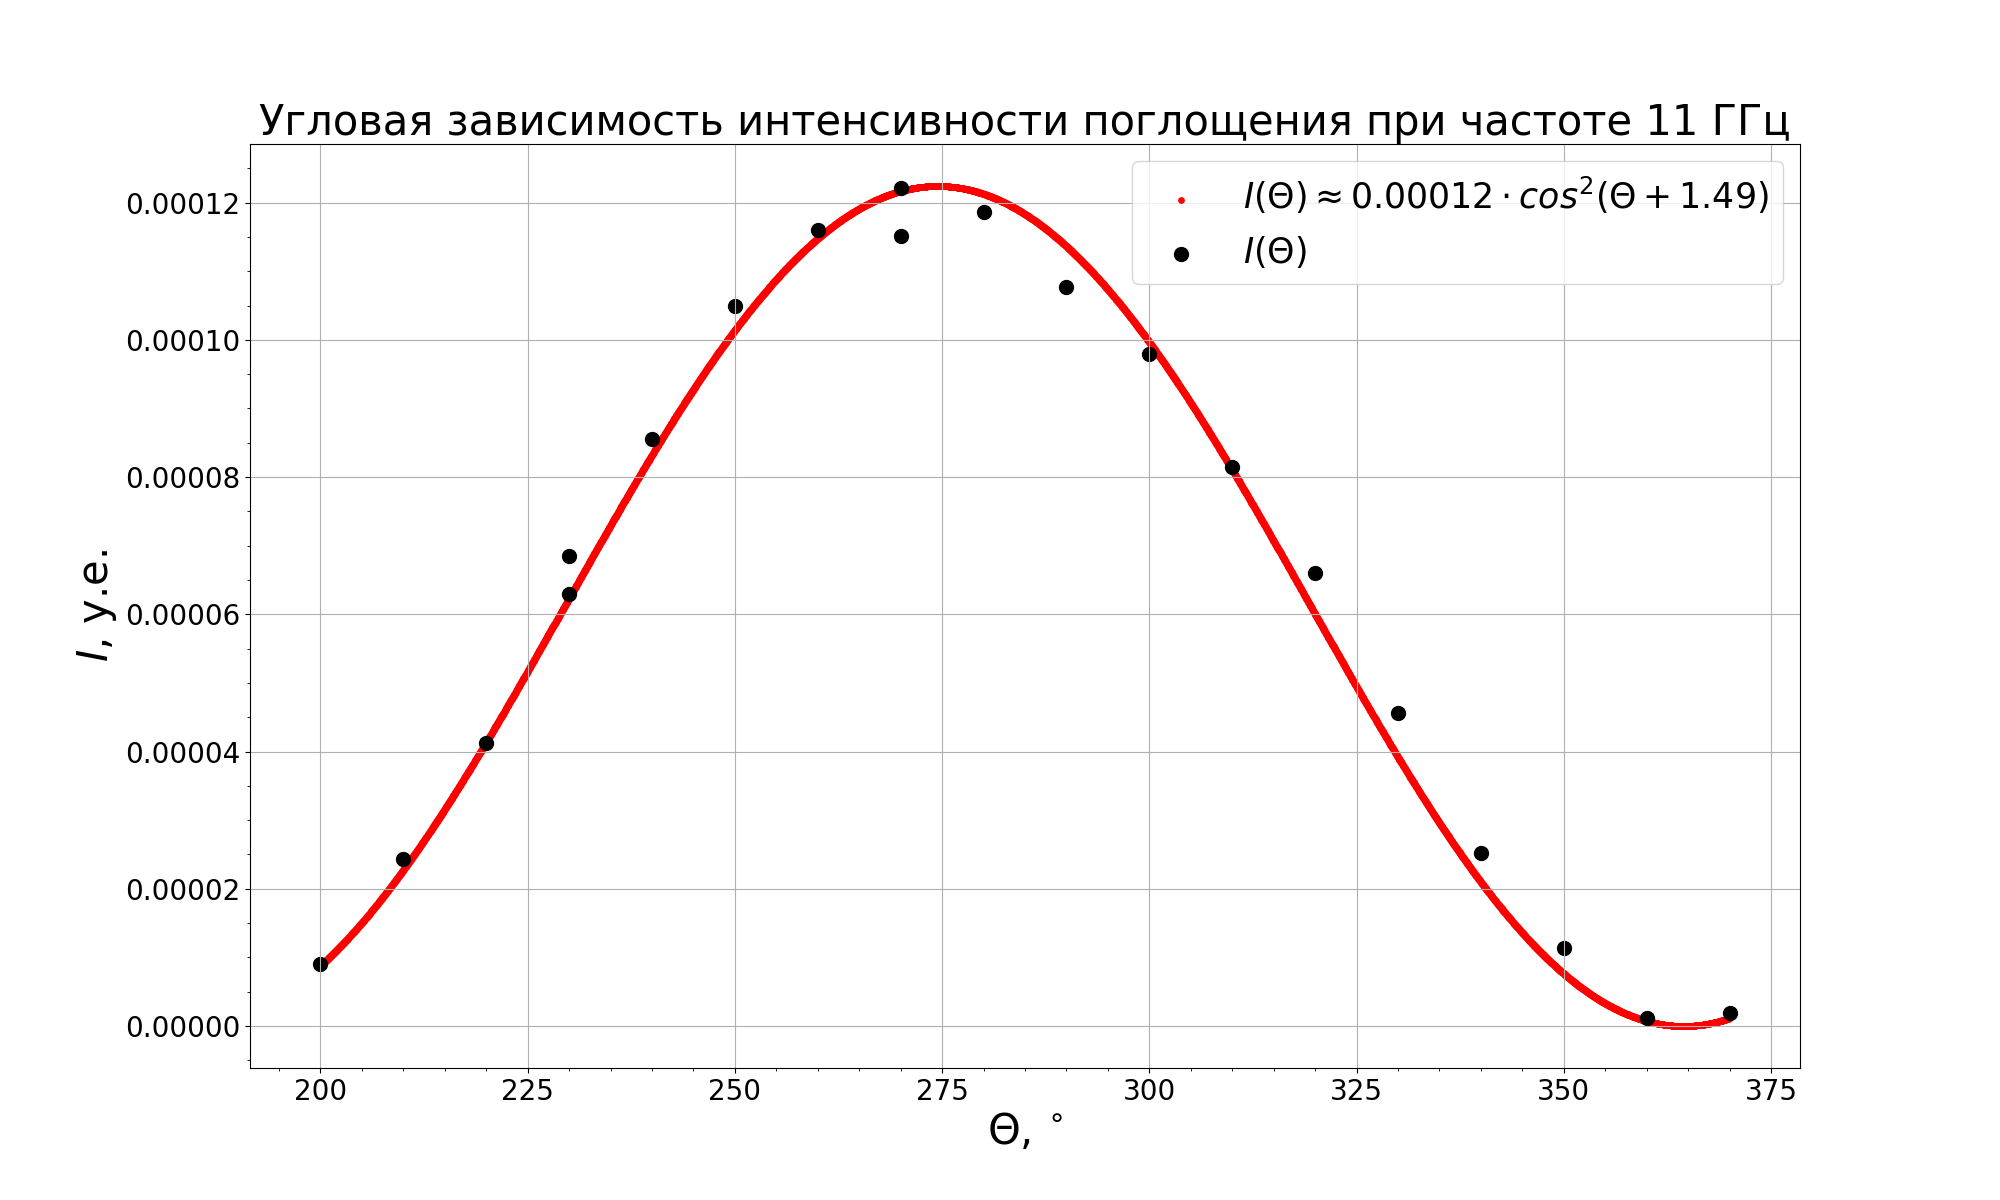 Угловая зависимость интенсивности поглощения при частоте 11 ГГц
I(Θ) ≈ 0.00012 · cos²(Θ + 1.49)
I(Θ)
0.00012
0.00010
0.00008
0.00006
0.00004
0.00002
0.00000
I, у.е.
200 225 250 275 300 325 350 375
Θ, °